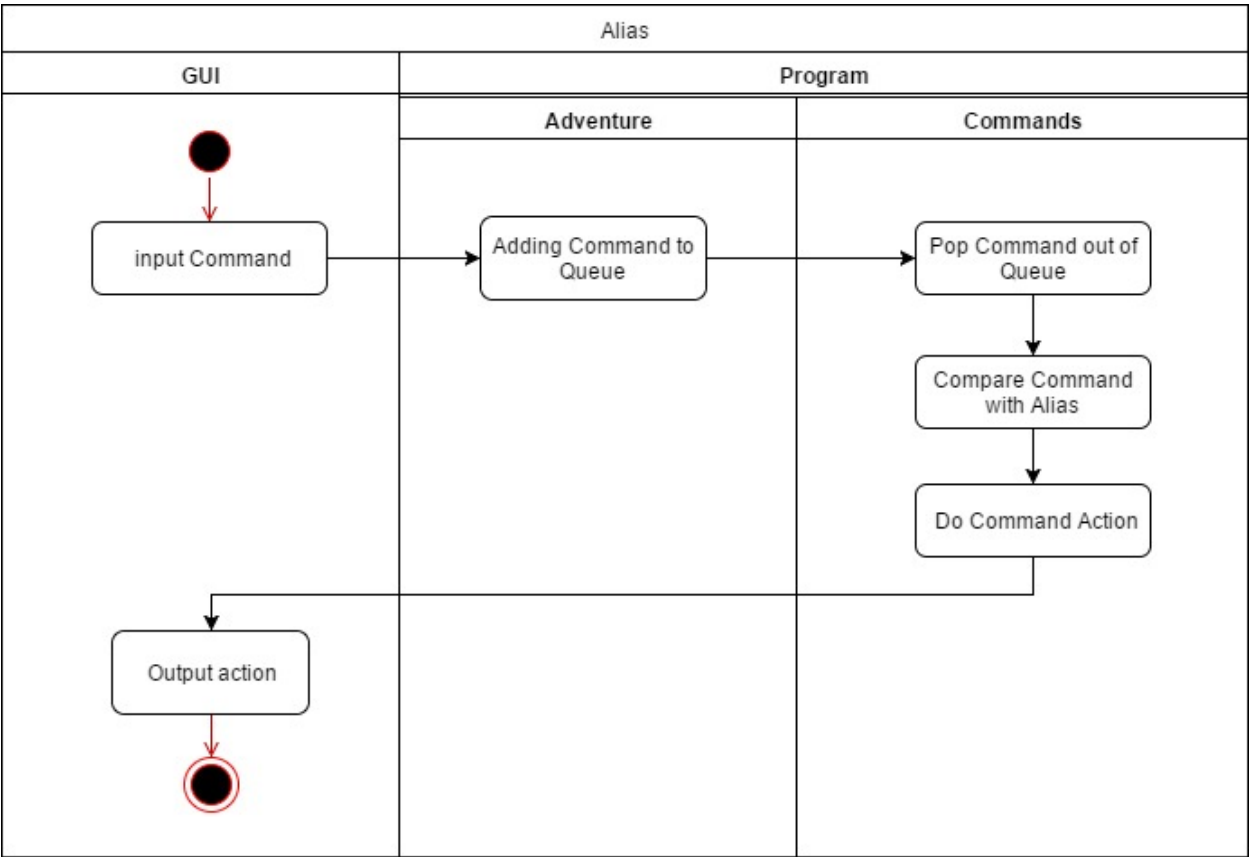 Alias
GUI
Program
Adventure
Commands
input Command
Adding Command to
Queue
Pop Command out of
Queue
Compare Command
with Alias
Do Command Action
Output action